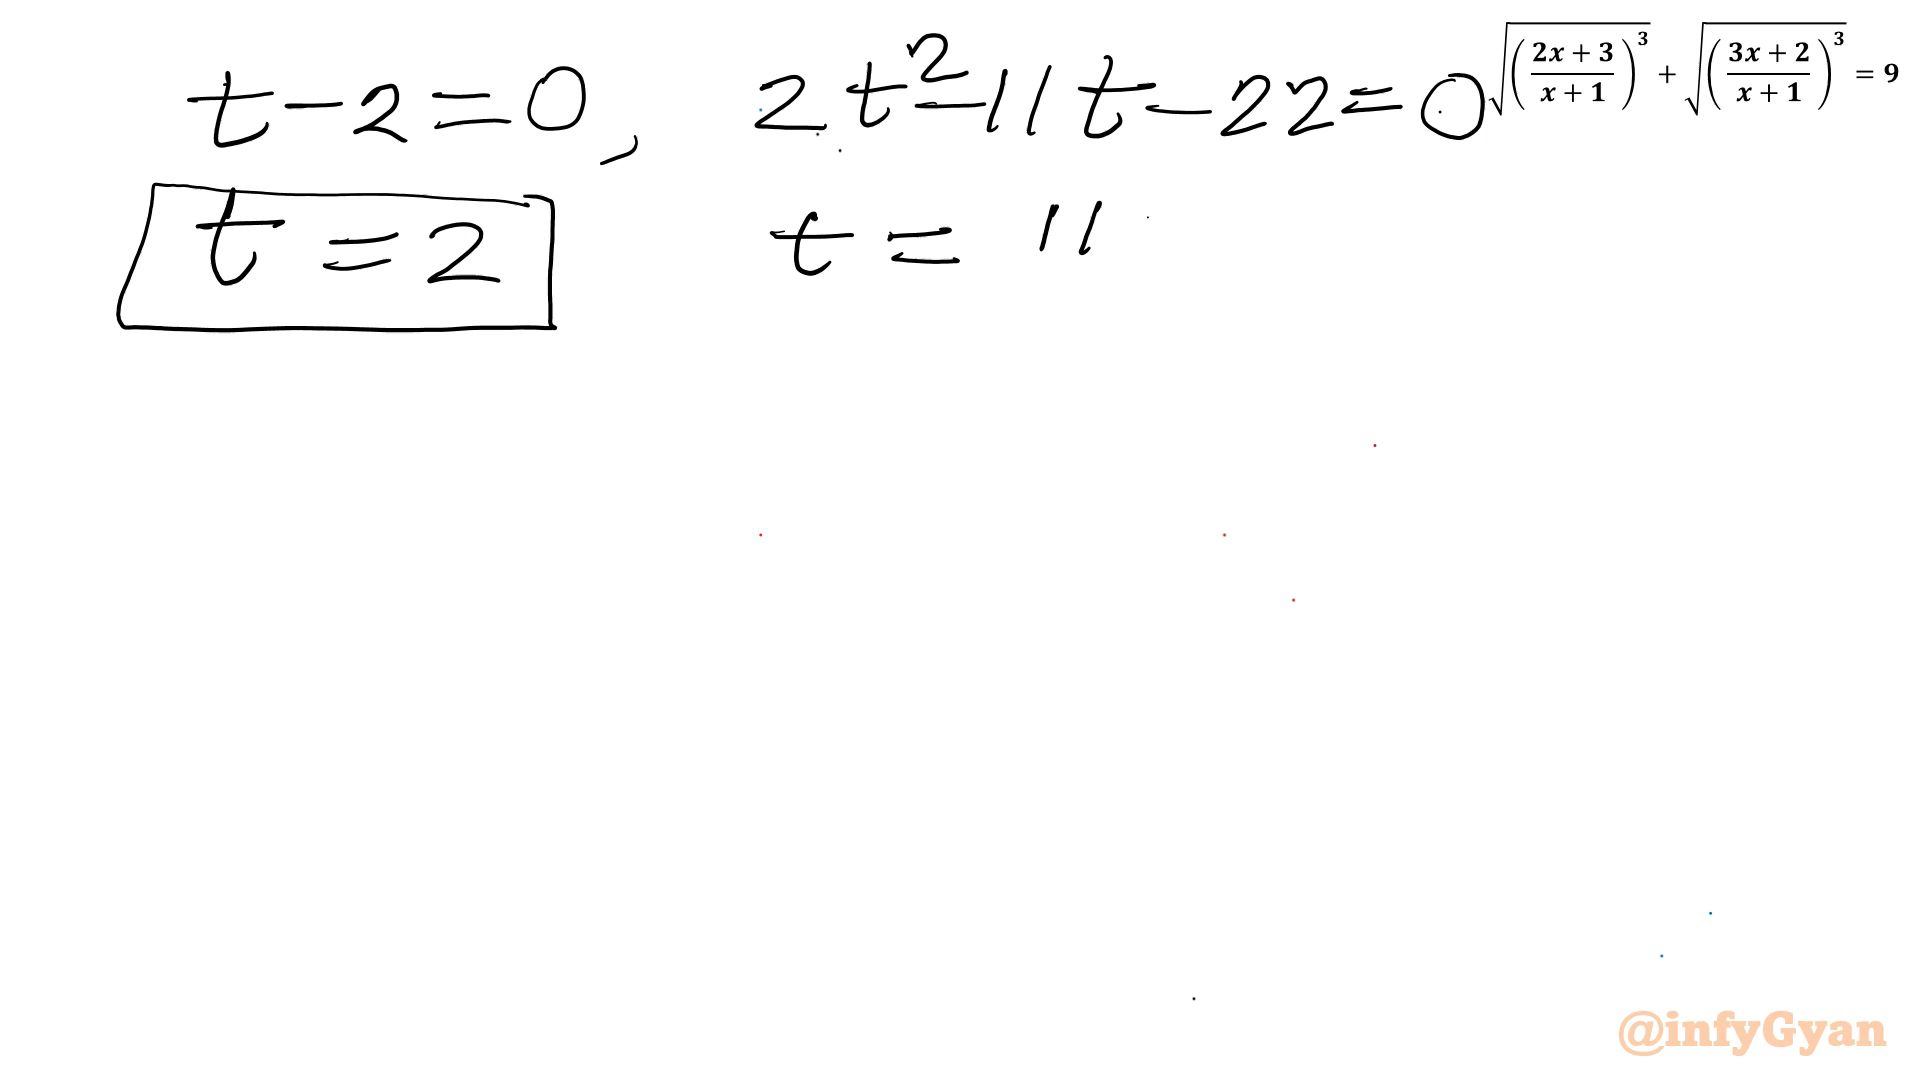 t - 2 = 0, 2t² - 11t - 22 = 0
√((2x + 3)/(x + 1))³ + √((3x + 2)/(x + 1))³ = 9
t = 2 t = 11
@infyGyan